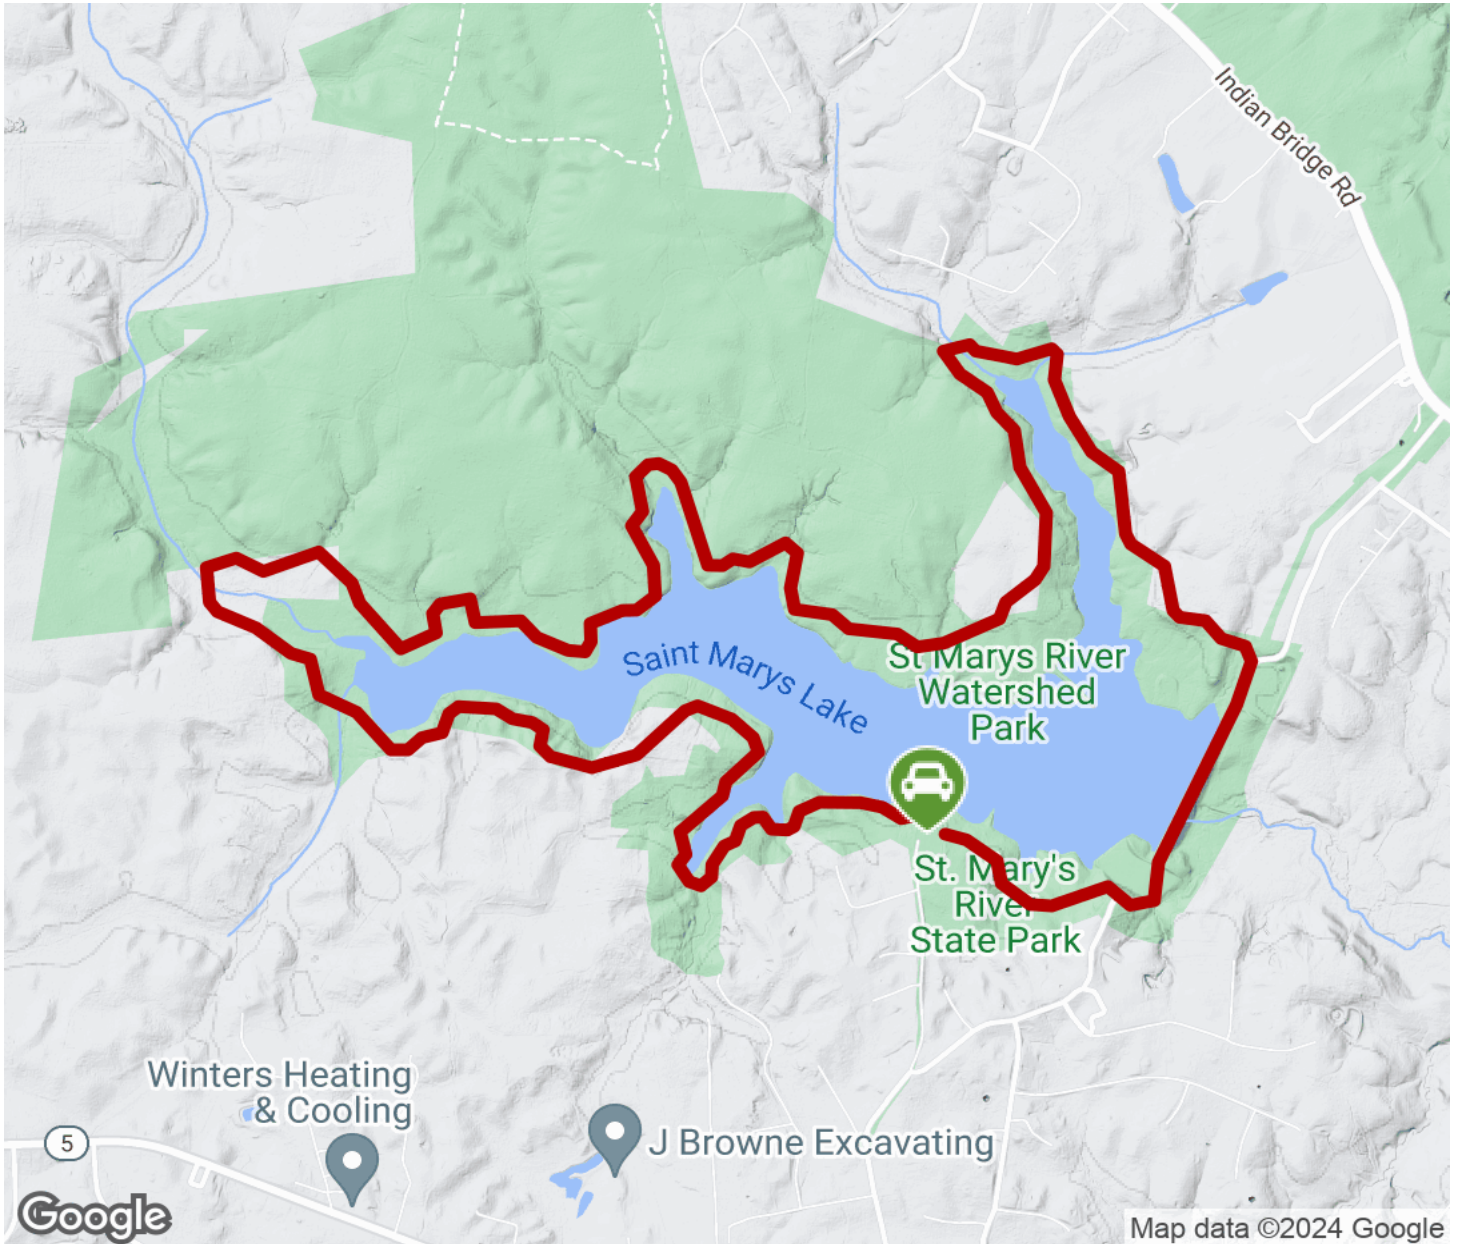 Indian Bridge Rd
Saint Marys Lake
St Marys River
Watershed
Park
St. Mary's
River
State Park
Winters Heating
& Cooling
5
J Browne Excavating
Google
Map data ©2024 Google